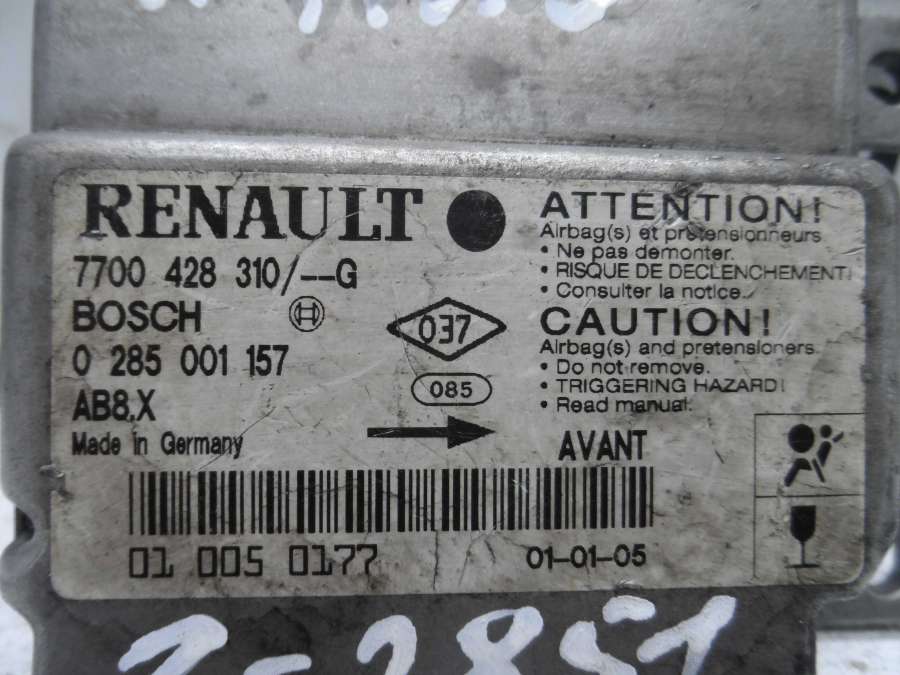 RENAULT
7700 428 310/--G
BOSCH
0 285 001 157
AB8.X
Made in Germany
037
085
ATTENTION!
Airbag(s) et pretensionneurs
• Ne pas demonter.
• RISQUE DE DECLENCHEMENT!
• Consulter la notice.
CAUTION!
Airbag(s) and pretensioners.
• Do not remove.
• TRIGGERING HAZARD!
• Read manual.
AVANT
01 005 0177
01-01-05